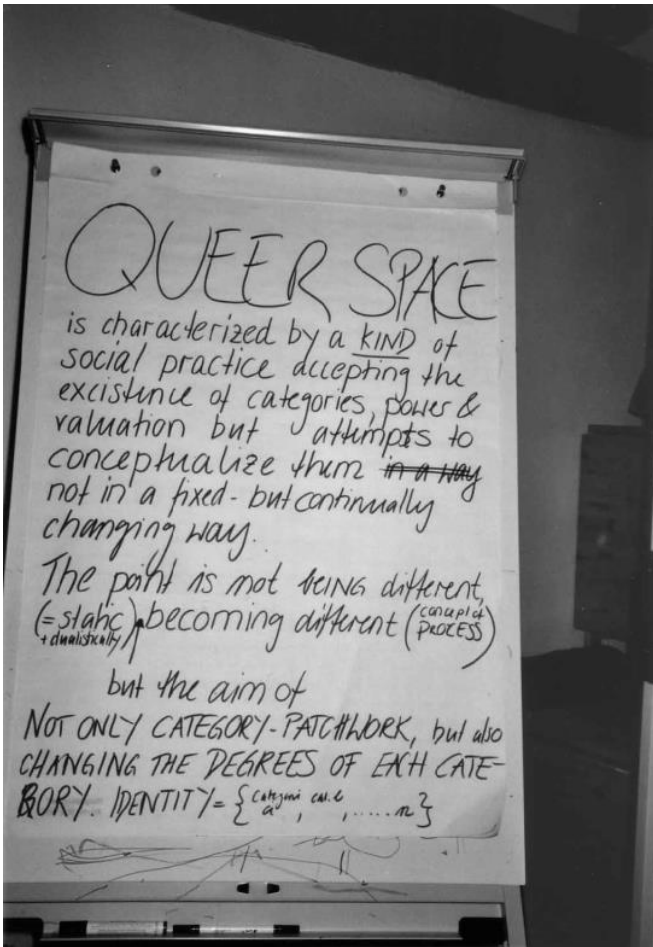 QUEER SPACE
is characterized by a KIND of
social practice accepting the
excistence of categories, power &
valuation but attempts to
conceptualize them in a way
not in a fixed - but continually
changing way.
The point is not being different,
(= static + dualistically) becoming different (concept of PROCESS)
but the aim of
NOT ONLY CATEGORY-PATCHWORK, but also
CHANGING THE DEGREES OF EACH CATE-
GORY. IDENTITY = { a , , ..... n }